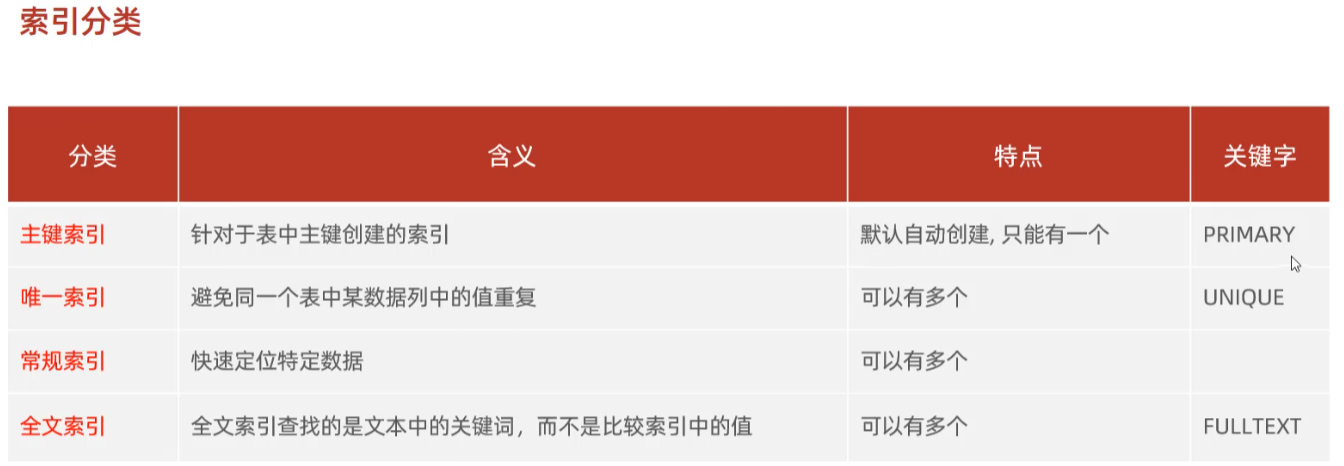 索引分类
分类 含义 特点 关键字
主键索引 针对于表中主键创建的索引 默认自动创建, 只能有一个 PRIMARY
唯一索引 避免同一个表中某数据列中的值重复 可以有多个 UNIQUE
常规索引 快速定位特定数据 可以有多个
全文索引 全文索引查找的是文本中的关键词，而不是比较索引中的值 可以有多个 FULLTEXT